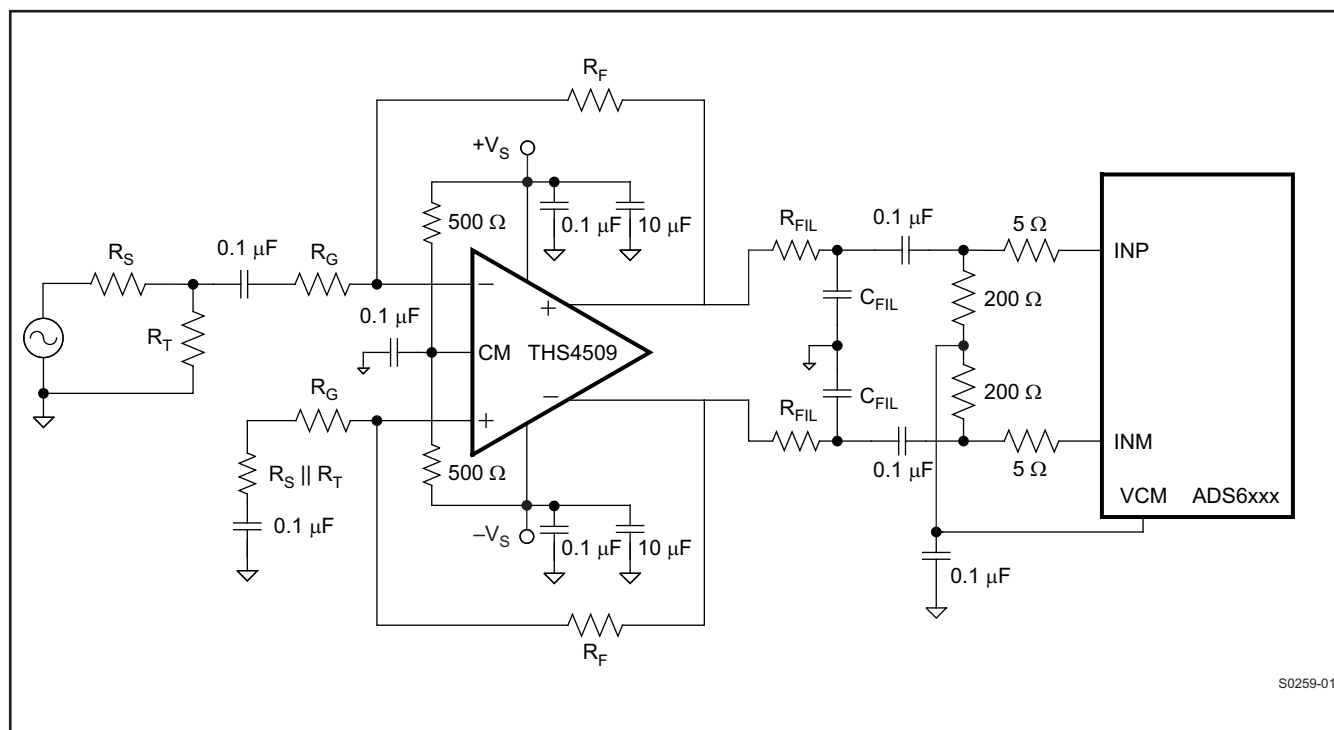 R_F
+V_S
500 Ω
0.1 µF
10 µF
R_FIL
0.1 µF
5 Ω
R_S
0.1 µF
R_G
INP
−
+
C_FIL
200 Ω
R_T
0.1 µF
CM THS4509
R_G
−
C_FIL
200 Ω
R_FIL
+
INM
0.1 µF
5 Ω
R_S || R_T
500 Ω
VCM ADS6xxx
0.1 µF
−V_S
0.1 µF
10 µF
0.1 µF
R_F
S0259-01